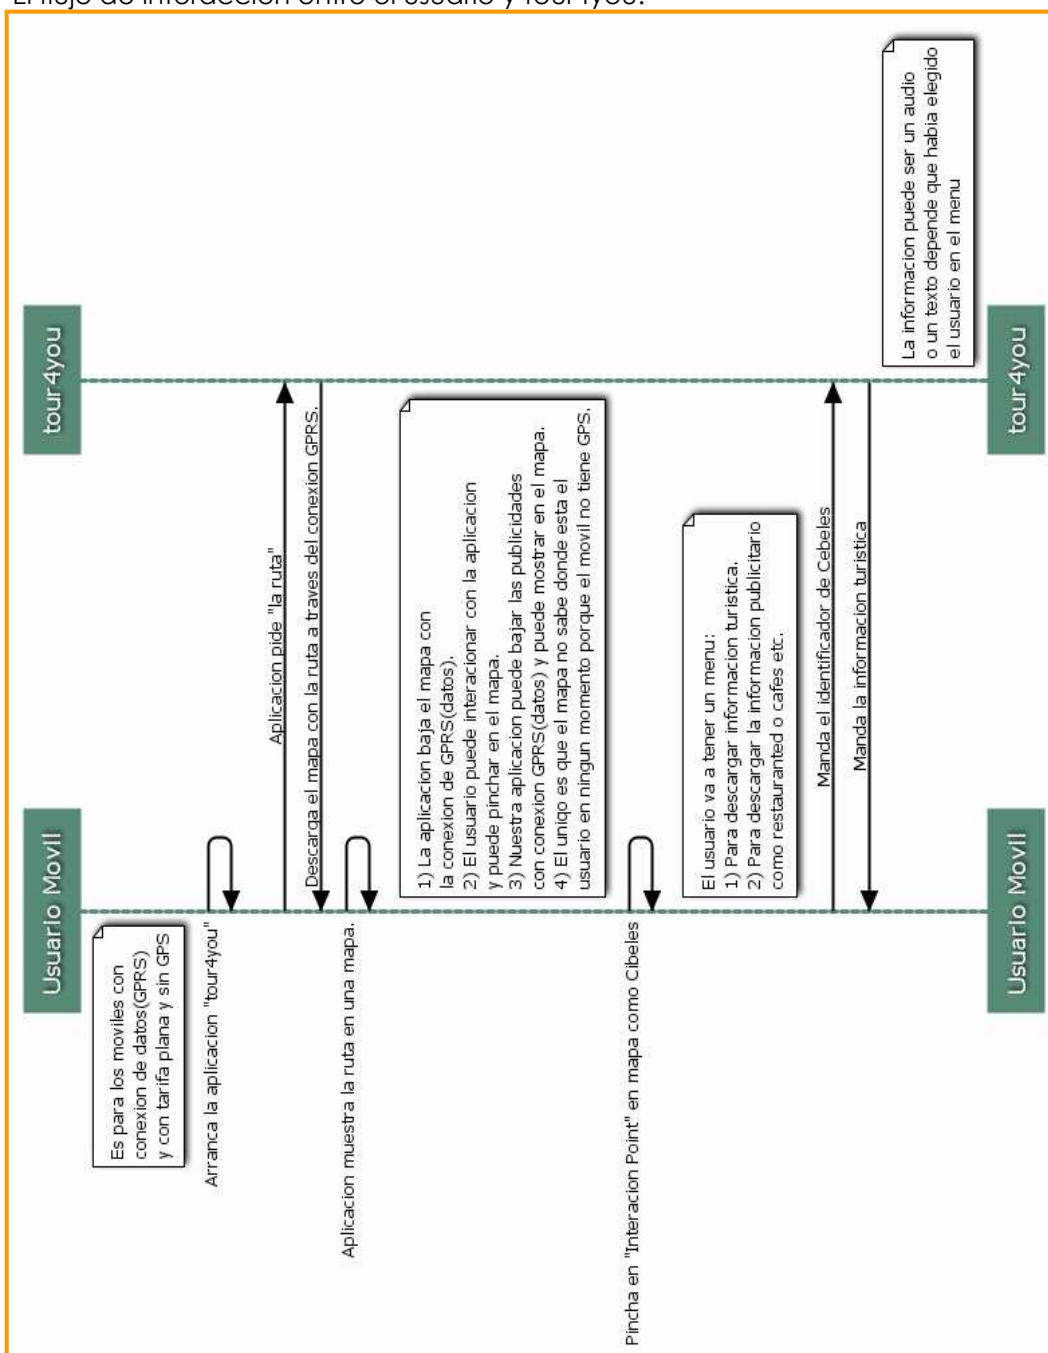 El flujo de interacción entre el usuario y tour4you:
Usuario Movil
tour4you
Es para los moviles con
conexion de datos(GPRS)
y con tarifa plana y sin GPS
Arranca la aplicacion "tour4you"
Aplicacion pide "la ruta"
Descarga el mapa con la ruta a traves del conexion GPRS.
Aplicacion muestra la ruta en una mapa.
1) La aplicacion baja el mapa con
la conexion de GPRS(datos).
2) El usuario puede interacionar con la aplicacion
y puede pinchar en el mapa.
3) Nuestra aplicacion puede bajar las publicidades
con conexion GPRS(datos) y puede mostrar en el mapa.
4) El uniqo es que el mapa no sabe donde esta el
usuario en ningun momento porque el movil no tiene GPS.
Pincha en "Interacion Point" en mapa como Cibeles
El usuario va a tener un menu:
1) Para descargar informacion turistica.
2) Para descargar la informacion publicitario
como restauranted o cafes etc.
Manda el identificador de Cebeles
Manda la informacion turistica
La informacion puede ser un audio
o un texto depende que habia elegido
el usuario en el menu
Usuario Movil
tour4you